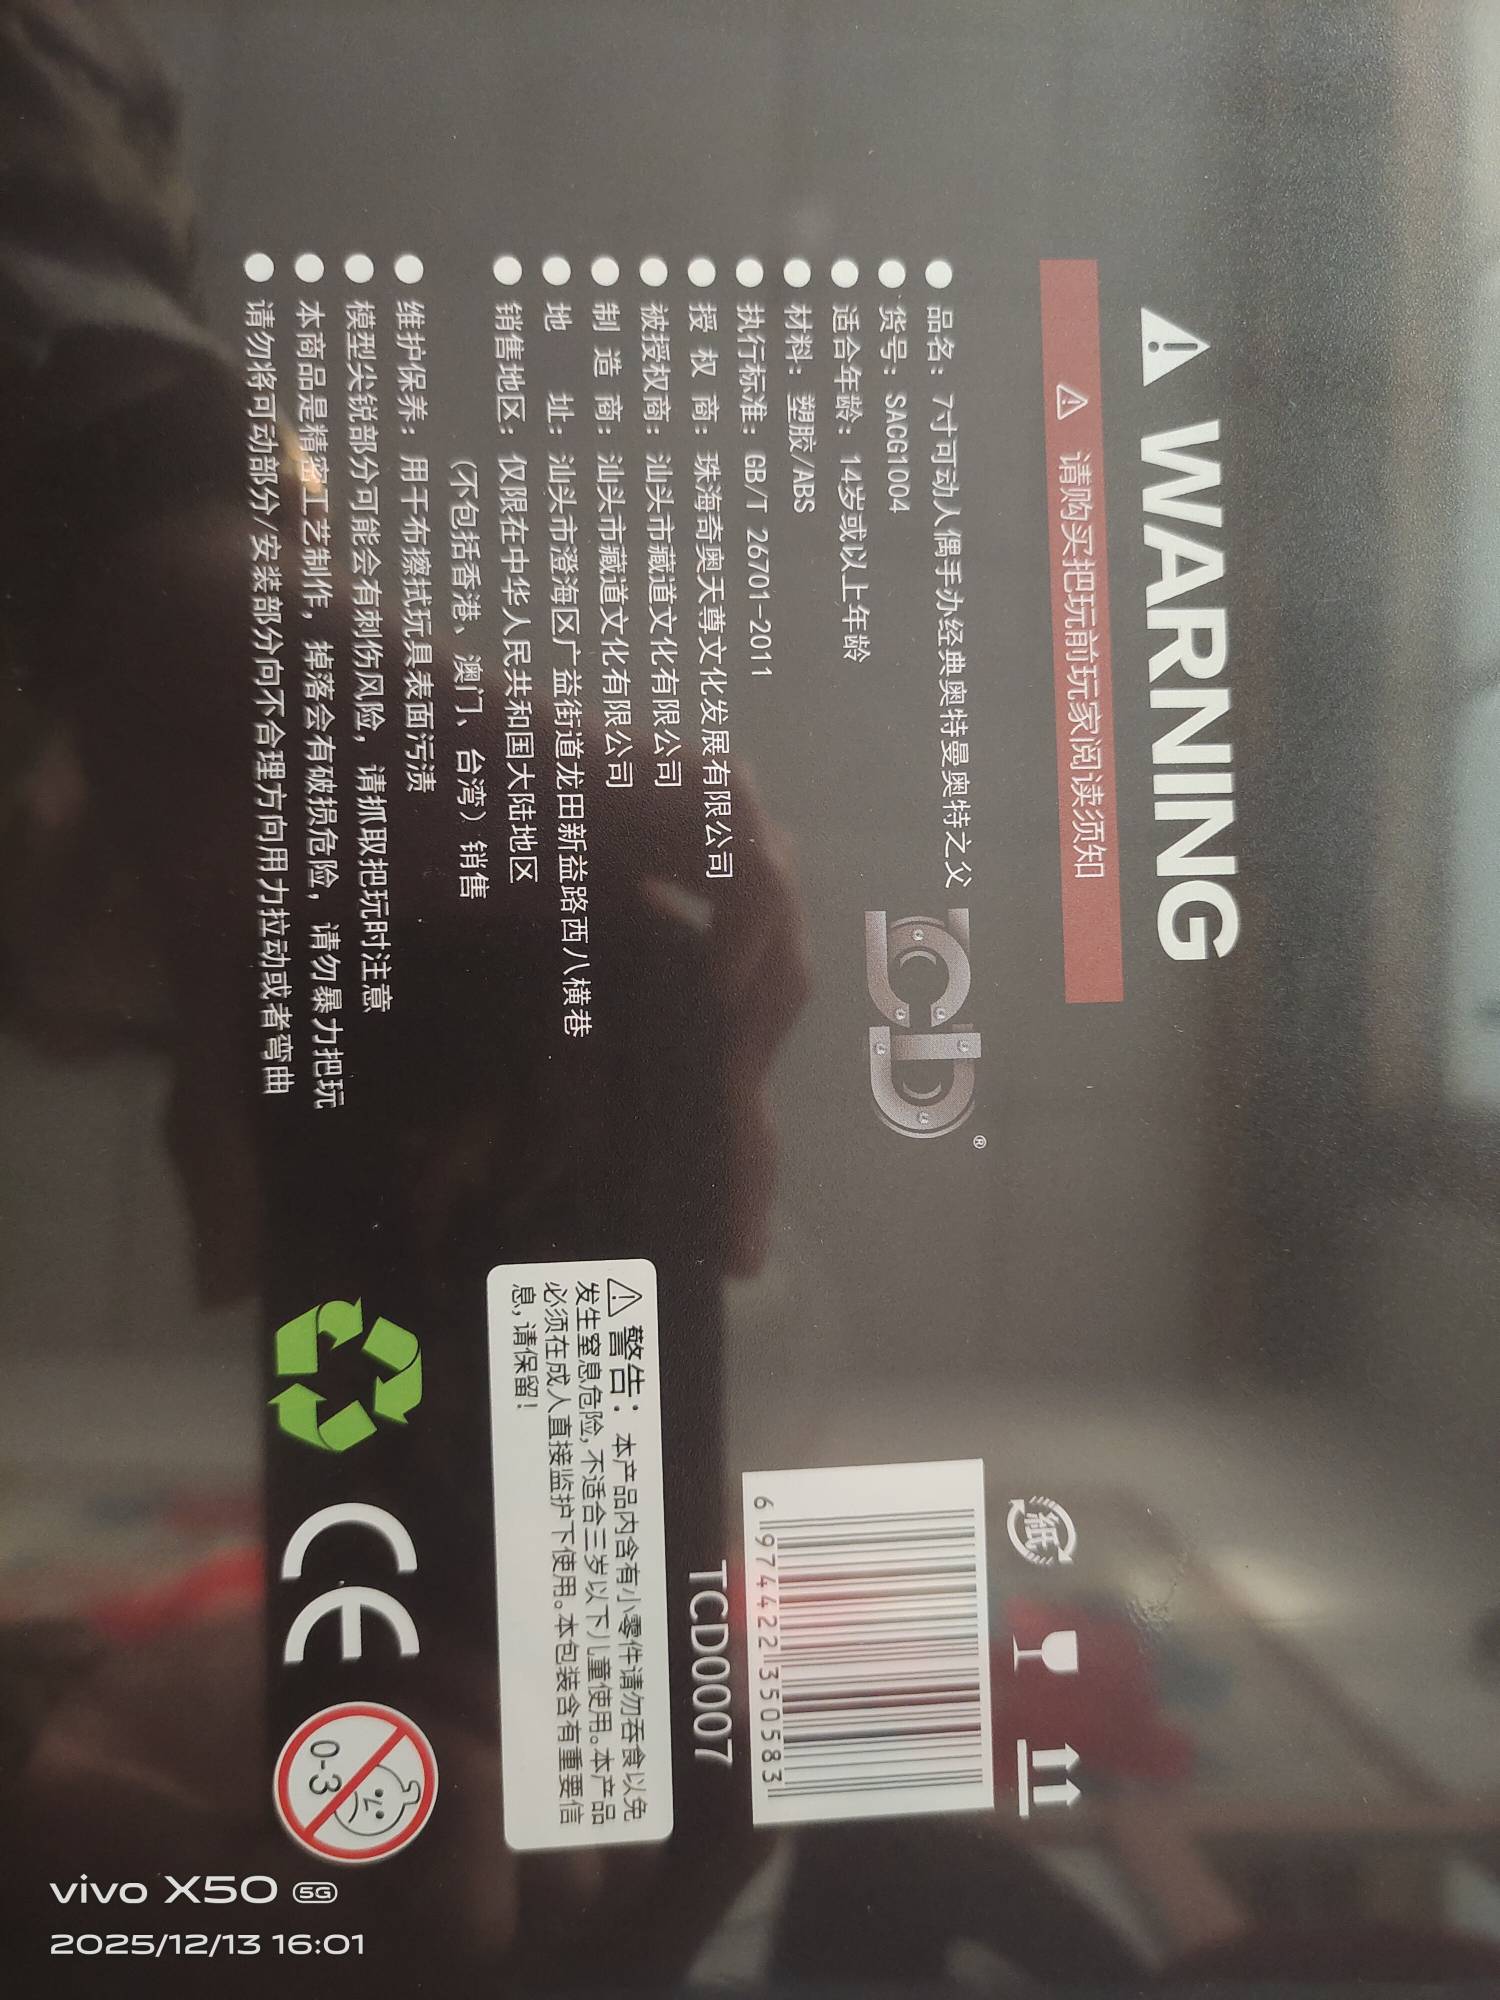 WARNING
请购买把玩前玩家阅读须知
品名：7寸可动人偶手办经典奥特曼奥特之父
货号：SACG1004
适合年龄：14岁或以上年龄
材料：塑胶/ABS
执行标准：GB/T 26701-2011
授 权 商：珠海奇奥天尊文化发展有限公司
被授权商：汕头市藏道文化有限公司
制 造 商：汕头市藏道文化有限公司
地 址：汕头市澄海区广益街道龙田新益路西八横巷
销售地区：仅限在中华人民共和国大陆地区
（不包括香港、澳门、台湾）销售
维护保养：用干布擦拭玩具表面污渍
模型尖锐部分可能会有刺伤风险，请抓取把玩时注意
本商品是精密工艺制作，掉落会有破损危险，请勿暴力把玩
请勿将可动部分/安装部分向不合理方向用力拉动或者弯曲
CD®
紙
6 974422 350583
TCD0007
警告：本产品内含有小零件请勿吞食以免
发生窒息危险,不适合三岁以下儿童使用。本产品
必须在成人直接监护下使用。本包装含有重要信
息,请保留!
CE
0-3
vivo X50 5G
2025/12/13 16:01